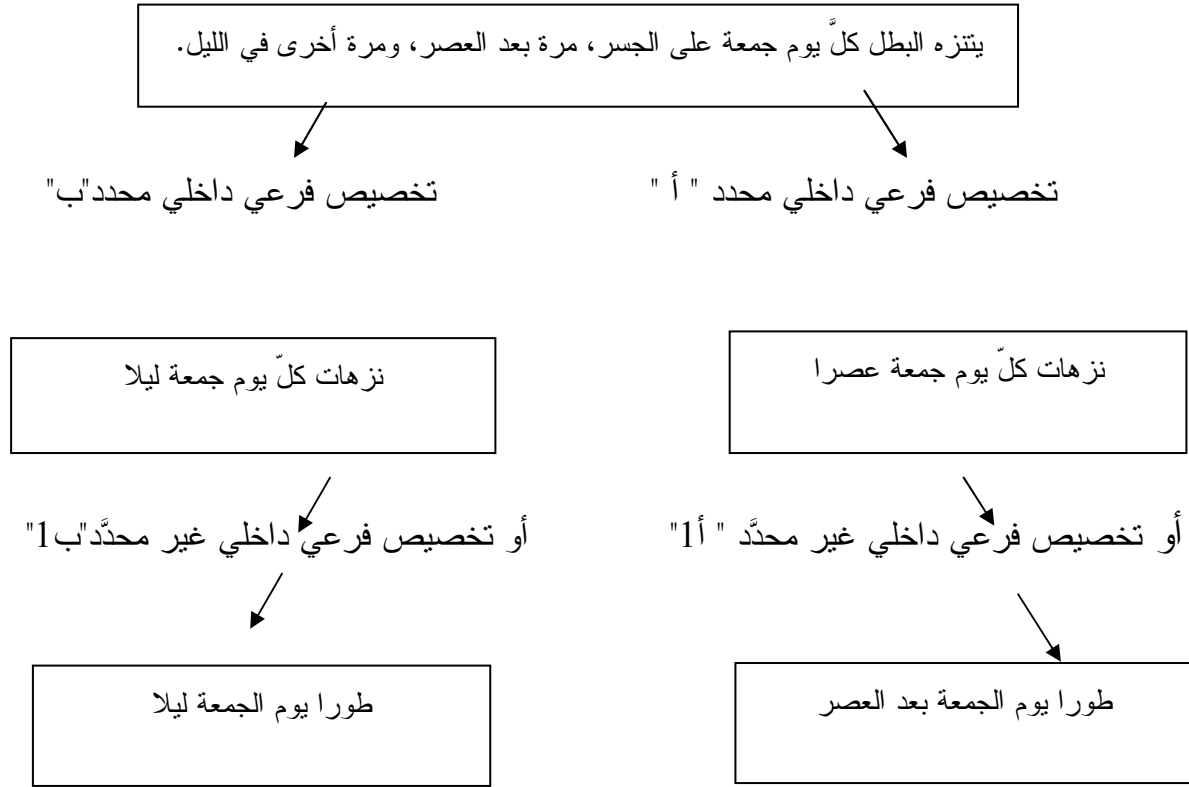 يتنزه البطل كلَّ يوم جمعة على الجسر، مرة بعد العصر، ومرة أخرى في الليل.
تخصيص فرعي داخلي محدد " أ "
تخصيص فرعي داخلي محدد"ب"
نزهات كلّ يوم جمعة عصرا
نزهات كلّ يوم جمعة ليلا
أو تخصيص فرعي داخلي غير محدَّد " أ1"
أو تخصيص فرعي داخلي غير محدَّد"ب1"
طورا يوم الجمعة بعد العصر
طورا يوم الجمعة ليلا